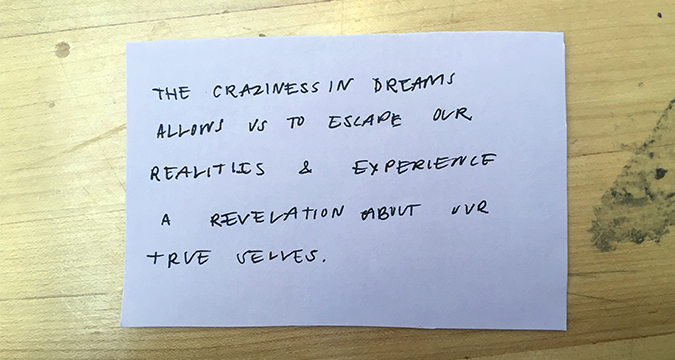 THE CRAZINESS IN DREAMS
ALLOWS US TO ESCAPE OUR
REALITIES & EXPERIENCE
A REVELATION ABOUT OUR
TRUE SELVES.